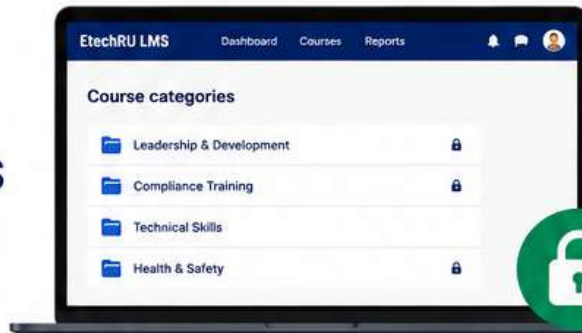 EtechRU LMS Dashboard Courses Reports
Course categories
Leadership & Development
Compliance Training
Technical Skills
Health & Safety